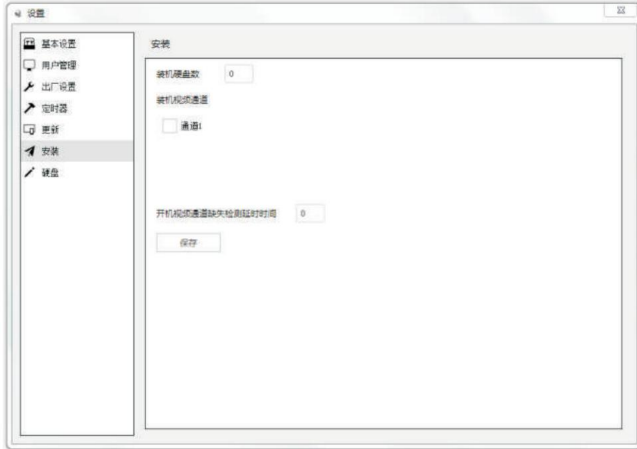 设置
基本设置
用户管理
出厂设置
定时器
更新
安装
硬盘
安装
装机硬盘数 0
装机视频通道
通道1
开机视频通道缺失检测延时时间 0
保存